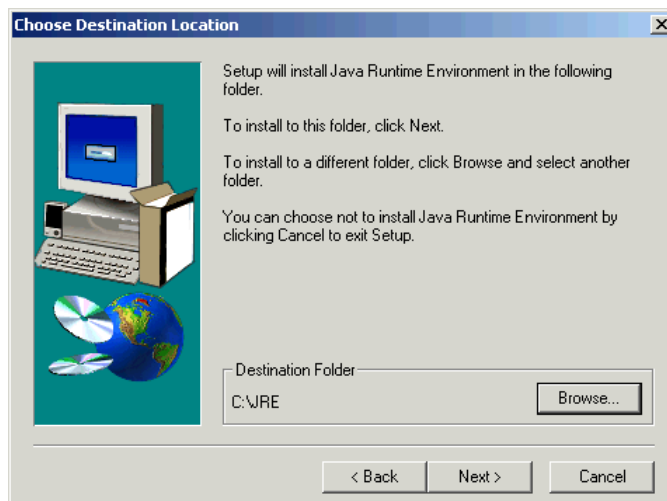 Choose Destination Location
Setup will install Java Runtime Environment in the following
folder.
To install to this folder, click Next.
To install to a different folder, click Browse and select another
folder.
You can choose not to install Java Runtime Environment by
clicking Cancel to exit Setup.
Destination Folder
C:\JRE
Browse...
< Back
Next >
Cancel